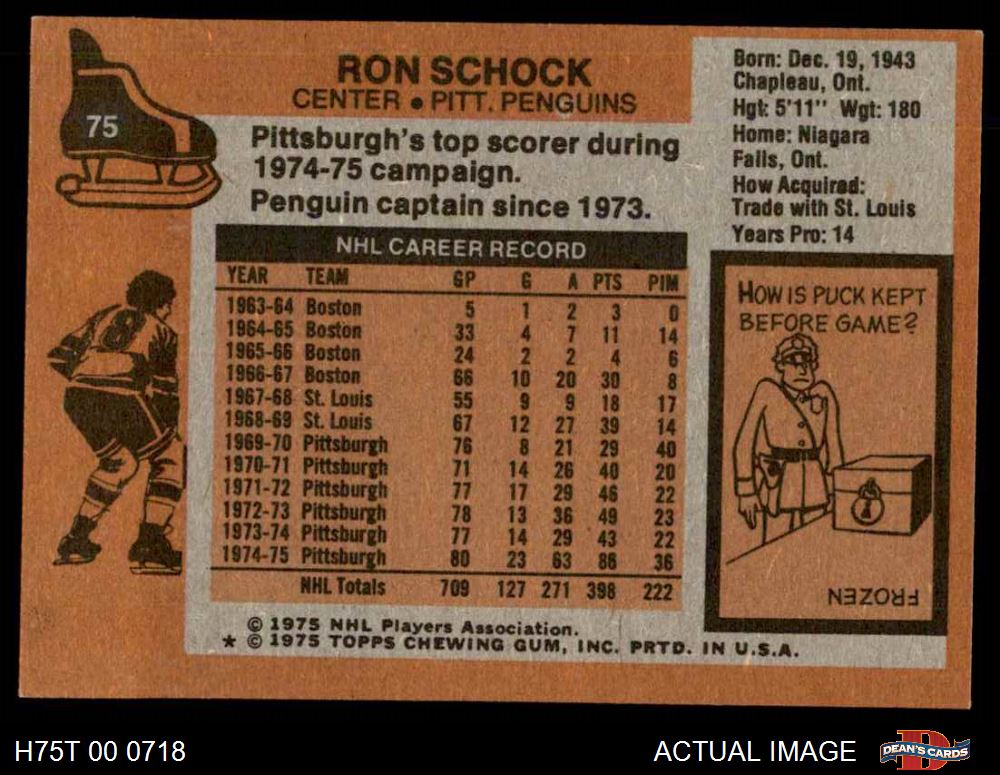 75
RON SCHOCK
CENTER ● PITT. PENGUINS
Pittsburgh's top scorer during
1974-75 campaign.
Penguin captain since 1973.
Born: Dec. 19, 1943
Chapleau, Ont.
Hgt: 5'11" Wgt: 180
Home: Niagara
Falls, Ont.
How Acquired:
Trade with St. Louis
Years Pro: 14
NHL CAREER RECORD
YEAR TEAM GP G A PTS PIM
1963-64 Boston 5 1 2 3 0
1964-65 Boston 33 4 7 11 14
1965-66 Boston 24 2 2 4 6
1966-67 Boston 66 10 20 30 8
1967-68 St. Louis 55 9 9 18 17
1968-69 St. Louis 67 12 27 39 14
1969-70 Pittsburgh 76 8 21 29 40
1970-71 Pittsburgh 71 14 26 40 20
1971-72 Pittsburgh 77 17 29 46 22
1972-73 Pittsburgh 78 13 36 49 23
1973-74 Pittsburgh 77 14 29 43 22
1974-75 Pittsburgh 80 23 63 86 36
NHL Totals 709 127 271 398 222
HOW IS PUCK KEPT
BEFORE GAME?
FROZEN
8
© 1975 NHL Players Association.
* © 1975 TOPPS CHEWING GUM, INC. PRTD. IN U.S.A.
H75T 00 0718
ACTUAL IMAGE
D
DEAN'S CARDS